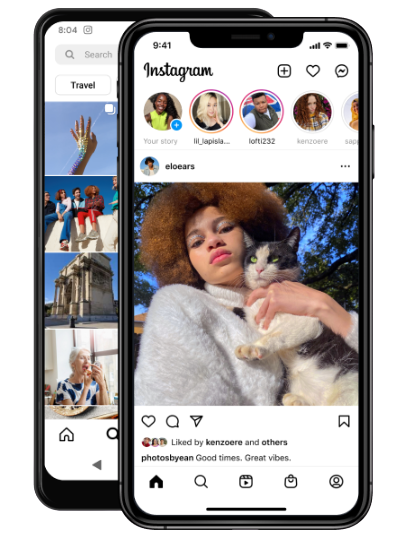 8:04
Search
Travel
9:41
Instagram
Your story
lil_lapisla...
lofti232
kenzoere
sapp
eloears
Liked by kenzoere and others
photosbyean Good times. Great vibes.